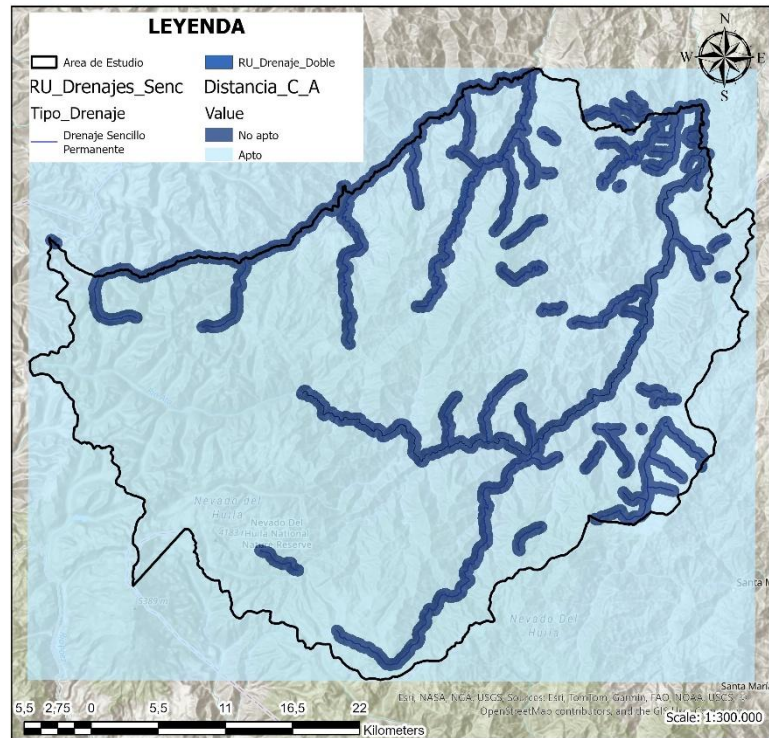 LEYENDA
N
W E
S
Area de Estudio
RU_Drenaje_Doble
RU_Drenajes_Senc
Distancia_C_A
Tipo_Drenaje
Value
Drenaje Sencillo
Permanente
No apto
Apto
Nevado del
Huila
Nevado Del
Huila National
Nature Reserve
Nevado Del
Huila
Santa M
Santa María
Esri, NASA, NGA, USGS, Sources: Esri, TomTom, Garmin, FAO, NOAA, USGS, ©
OpenStreetMap contributors, and the GIS
5,5 2,75 0 5,5 11 16,5 22
Kilometers
Scale: 1:300.000